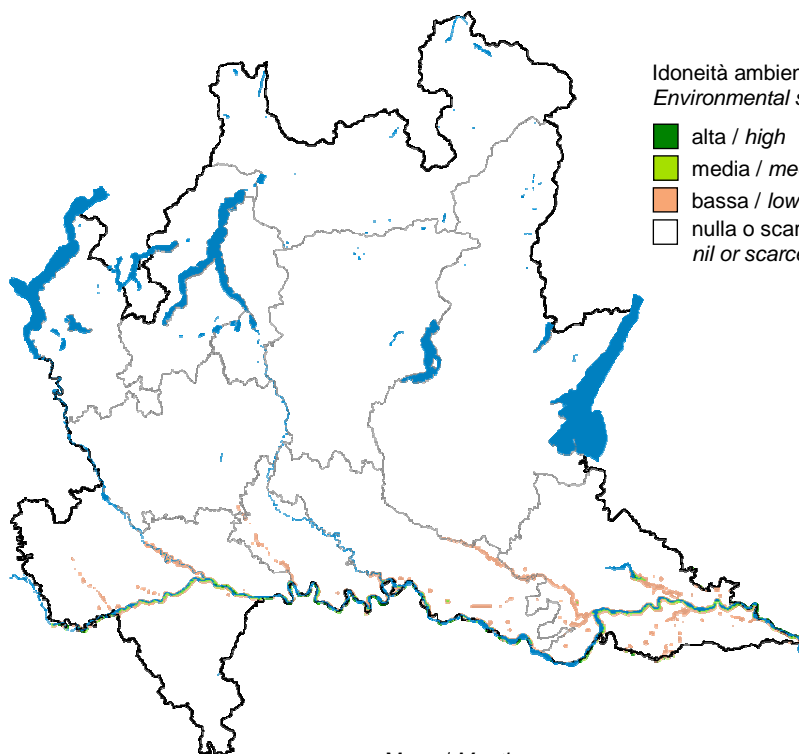 Idoneità ambien
Environmental s
alta / high
media / me
bassa / low
nulla o scar
nil or scarce